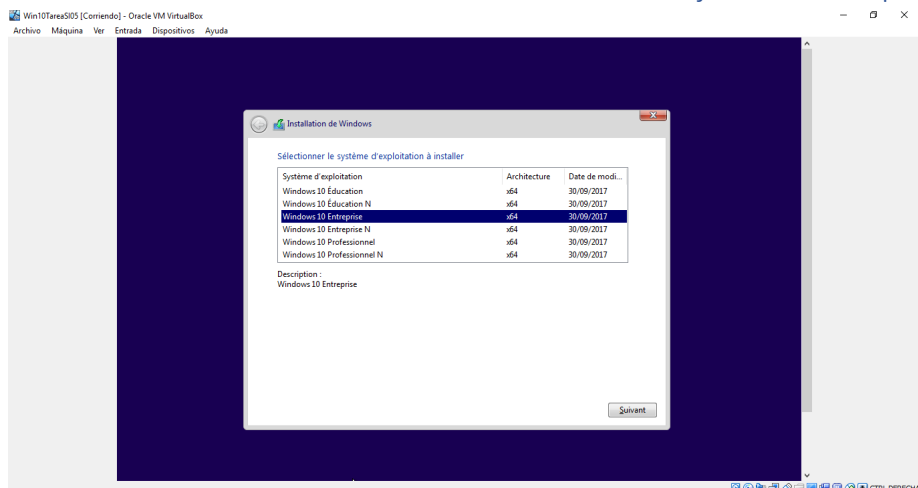 Win10TareaSI05 [Corriendo] - Oracle VM VirtualBox
Archivo Máquina Ver Entrada Dispositivos Ayuda
Installation de Windows
Sélectionner le système d'exploitation à installer
Système d'exploitation Architecture Date de modi...
Windows 10 Éducation x64 30/09/2017
Windows 10 Éducation N x64 30/09/2017
Windows 10 Entreprise x64 30/09/2017
Windows 10 Entreprise N x64 30/09/2017
Windows 10 Professionnel x64 30/09/2017
Windows 10 Professionnel N x64 30/09/2017
Description :
Windows 10 Entreprise
Suivant
CTRL DERECHA